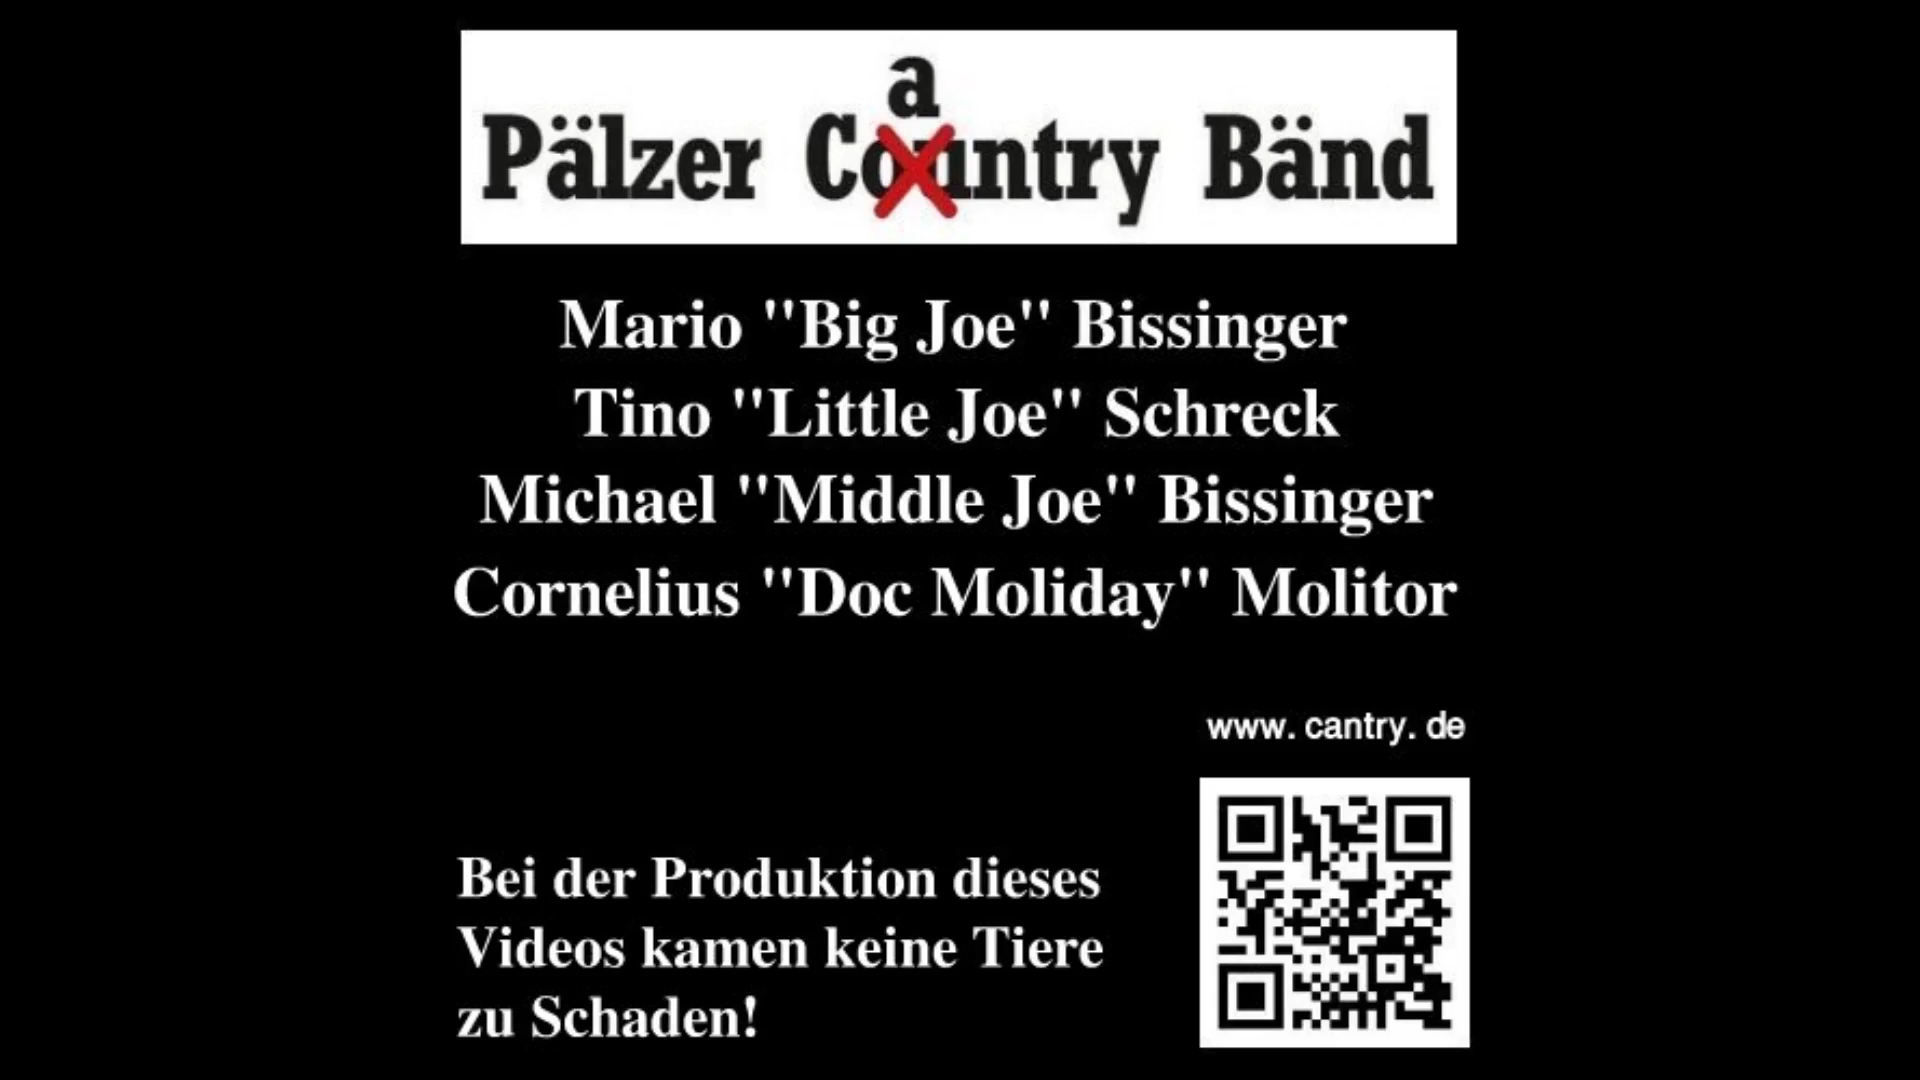 a
Pälzer Country Bänd
Mario "Big Joe" Bissinger
Tino "Little Joe" Schreck
Michael "Middle Joe" Bissinger
Cornelius "Doc Moliday" Molitor
www. cantry. de
Bei der Produktion dieses
Videos kamen keine Tiere
zu Schaden!